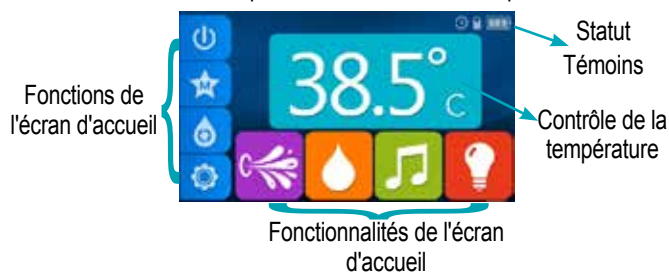 Statut
Témoins
Fonctions de
l'écran d'accueil
M
38.5°
C
Contrôle de la
température
Fonctionnalités de l'écran
d'accueil